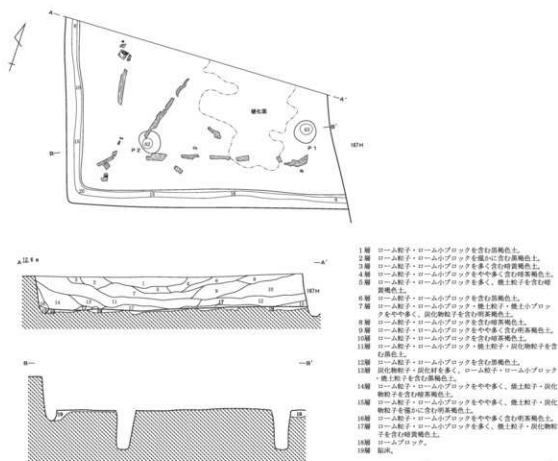 A
A'
硬化面
62
P 2
63
P 1
B
B'
167H
A 12.6 m
A'
167H
B
B'
1層 ローム粒子・ローム小ブロックを含む黒褐色土。
2層 ローム粒子・ローム小ブロックを僅かに含む黒褐色土。
3層 ローム粒子・ローム小ブロックを多く含む暗黄褐色土。
4層 ローム粒子・ローム小ブロックをやや多く含む暗茶褐色土。
5層 ローム粒子・ローム小ブロックを多く、焼土粒子を含む暗
黄褐色土。
6層 ローム粒子・ローム小ブロックを含む黒褐色土。
7層 ローム粒子・ローム小ブロック・焼土粒子・焼土小ブロッ
クをやや多く、炭化物粒子を含む明茶褐色土。
8層 ローム粒子・ローム小ブロックを含む暗茶褐色土。
9層 ローム粒子・ローム小ブロックをやや多く含む明茶褐色土。
10層 ローム粒子・ローム小ブロックを含む暗茶褐色土。
11層 ローム粒子・ローム小ブロック・焼土粒子・炭化物粒子を含
む黒色土。
12層 ローム粒子・ローム小ブロックを含む黒褐色土。
13層 炭化物粒子・炭化材を多く、ローム粒子・ローム小ブロック
・焼土粒子を含む黒褐色土。
14層 ローム粒子・ローム小ブロックをやや多く、焼土粒子・炭化
物粒子を含む暗茶褐色土。
15層 ローム粒子・ローム小ブロックをやや多く、焼土粒子・炭化
物粒子を僅かに含む明茶褐色土。
16層 ローム粒子・ローム小ブロックをやや多く含む明茶褐色土。
17層 ローム粒子・ローム小ブロックを多く、焼土粒子・炭化物粒
子を含む暗黄褐色土。
18層 ロームブロック。
19層 貼床。